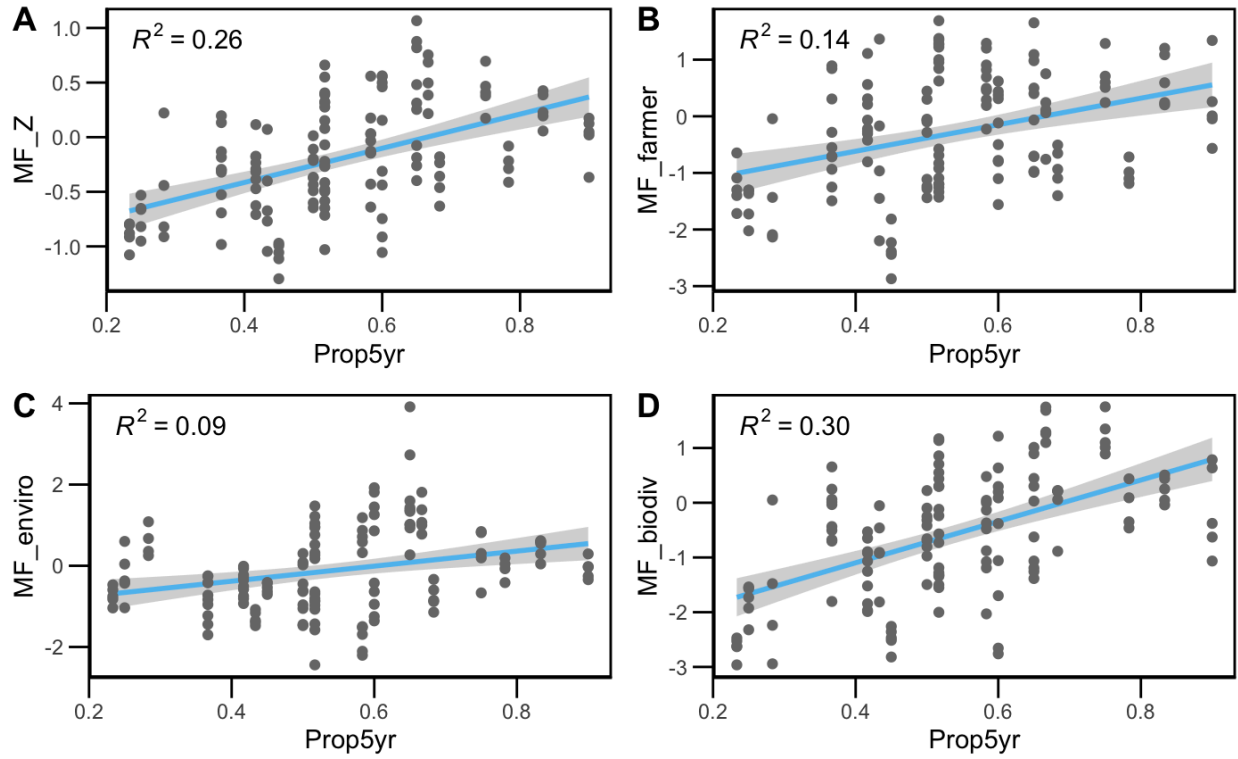 A
R² = 0.26
MF_Z
1.0
0.5
0.0
-0.5
-1.0
0.2 0.4 0.6 0.8
Prop5yr
B
R² = 0.14
MF_farmer
1
0
-1
-2
-3
0.2 0.4 0.6 0.8
Prop5yr
C
R² = 0.09
MF_enviro
4
2
0
-2
0.2 0.4 0.6 0.8
Prop5yr
D
R² = 0.30
MF_biodiv
1
0
-1
-2
-3
0.2 0.4 0.6 0.8
Prop5yr